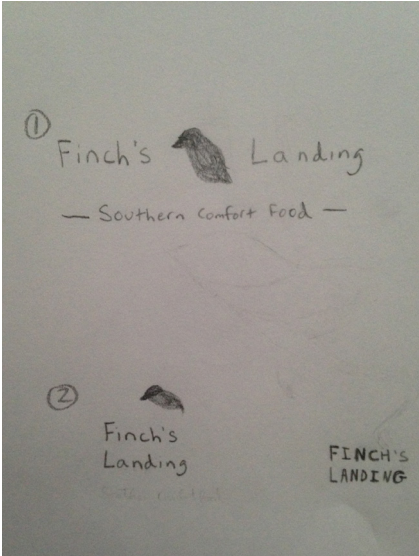 1
Finch's Landing
— Southern Comfort Food —
2
Finch's
Landing
FINCH'S
LANDING